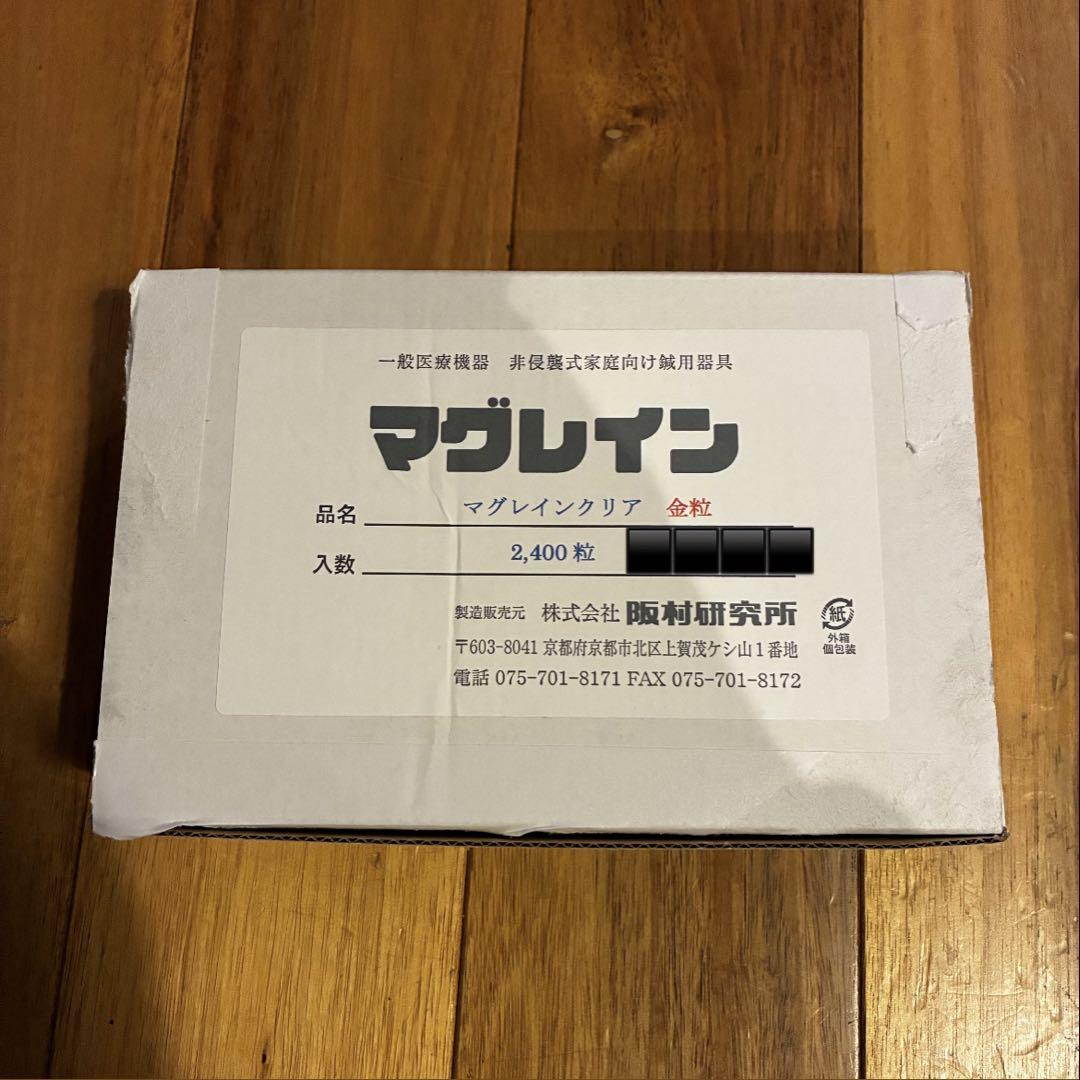 一般医療機器 非侵襲式家庭向け鍼用器具
マグレイン
品名 マグレインクリア 金粒
入数 2,400 粒
製造販売元 株式会社 阪村研究所
〒603-8041 京都府京都市北区上賀茂ケシ山1番地
電話 075-701-8171 FAX 075-701-8172
紙
外箱
個包装